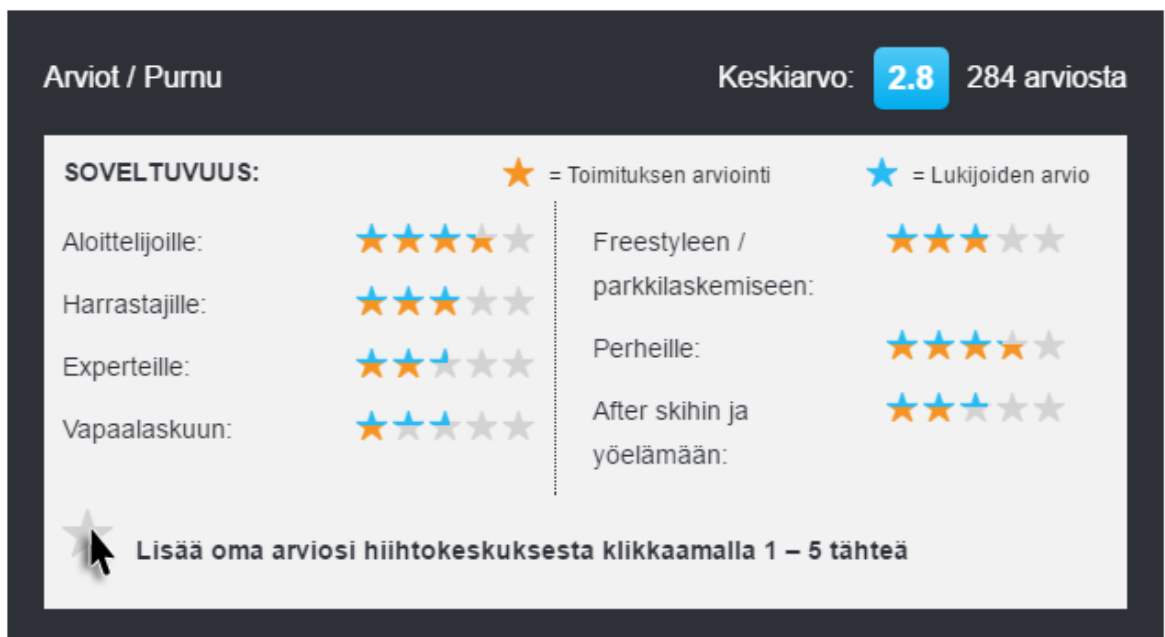 Arviot / Purnu
Keskiarvo: 2.8 284 arviosta
SOVELTUVUUS:
= Toimituksen arviointi
= Lukijoiden arvio
Aloittelijoille:
Harrastajille:
Experteille:
Vapaalaskuun:
Freestyleen /
parkkilaskemiseen:
Perheille:
After skihin ja
yöelämään:
Lisää oma arviosi hiihtokeskuksesta klikkaamalla 1 – 5 tähteä